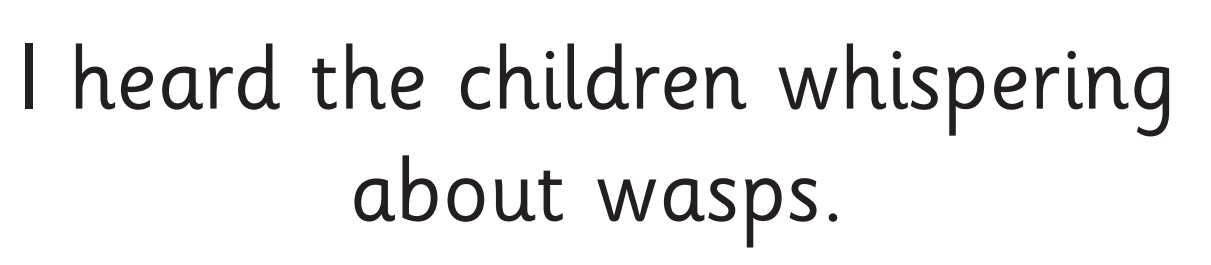 I heard the children whispering
about wasps.